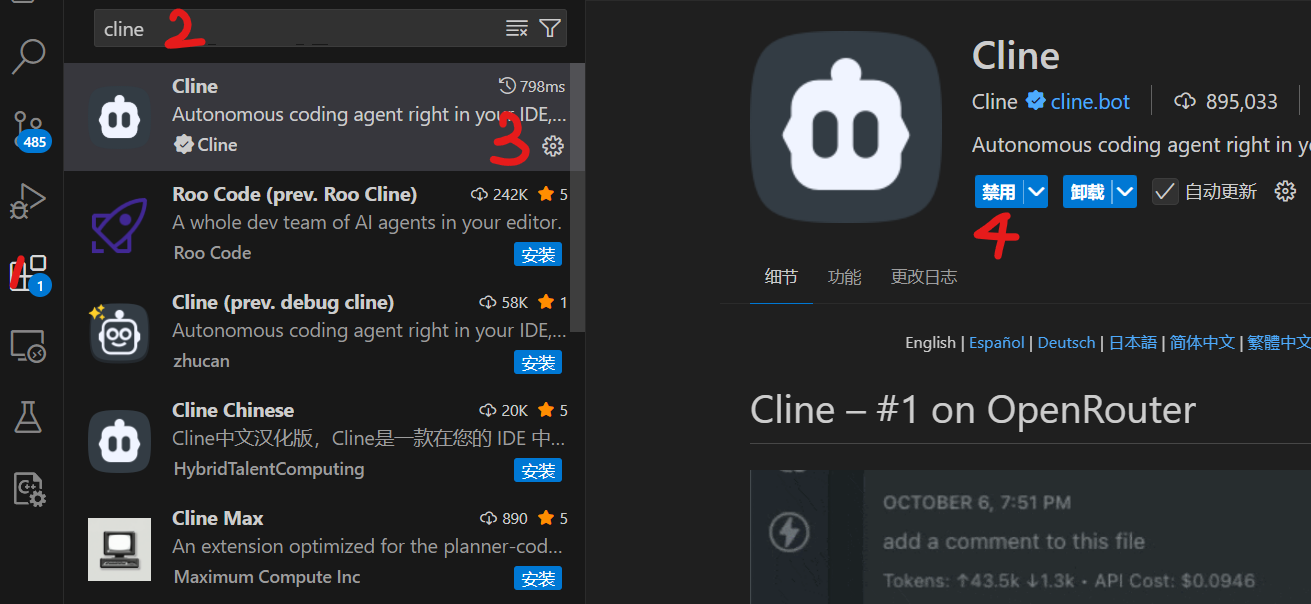 cline
2
Cline
798ms
Autonomous coding agent right in your IDE,...
Cline
3
Roo Code (prev. Roo Cline)
242K
5
A whole dev team of AI agents in your editor.
Roo Code
安装
Cline (prev. debug cline)
58K
1
Autonomous coding agent right in your IDE,...
zhucan
安装
Cline Chinese
20K
5
Cline中文汉化版，Cline是一款在您的 IDE 中...
HybridTalentComputing
安装
Cline Max
890
5
An extension optimized for the planner-cod...
Maximum Compute Inc
安装
485
1
1
Cline
Cline
cline.bot
895,033
Autonomous coding agent right in
禁用
卸载
自动更新
4
细节
功能
更改日志
English | Español | Deutsch | 日本語 | 简体中文 | 繁體中文
Cline – #1 on OpenRouter
OCTOBER 6, 7:51 PM
add a comment to this file
Tokens: ↑43.5k ↓1.3k • API Cost: $0.0946